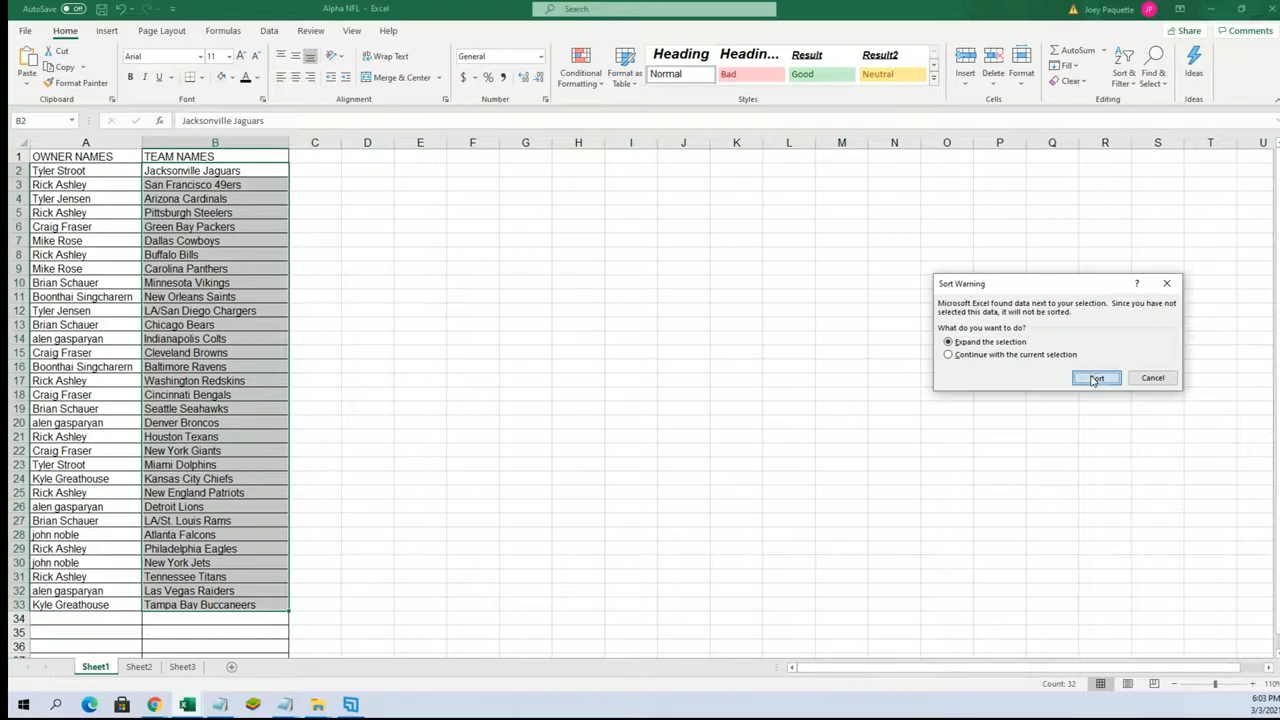 AutoSave Off Alpha NFL - Excel Search Joey Paquette JP
File Home Insert Page Layout Formulas Data Review View Help Share Comments
Paste Cut Copy Format Painter Clipboard
Arial 11 B I U A A Font
Wrap Text Merge & Center Alignment
General $ % Number
Conditional Formatting Format as Table
Heading Headin... Result Result2
Normal Bad Good Neutral
Styles
Insert Delete Format Cells
AutoSum Fill Clear Sort & Filter Find & Select Editing
Ideas Ideas
B2 fx Jacksonville Jaguars
A B C D E F G H I J K L M N O P Q R S T U
1 OWNER NAMES TEAM NAMES
2 Tyler Stroot Jacksonville Jaguars
3 Rick Ashley San Francisco 49ers
4 Tyler Jensen Arizona Cardinals
5 Rick Ashley Pittsburgh Steelers
6 Craig Fraser Green Bay Packers
7 Mike Rose Dallas Cowboys
8 Rick Ashley Buffalo Bills
9 Mike Rose Carolina Panthers
10 Brian Schauer Minnesota Vikings
11 Boonthai Singcharern New Orleans Saints
12 Tyler Jensen LA/San Diego Chargers
13 Brian Schauer Chicago Bears
14 alen gasparyan Indianapolis Colts
15 Craig Fraser Cleveland Browns
16 Boonthai Singcharern Baltimore Ravens
17 Rick Ashley Washington Redskins
18 Craig Fraser Cincinnati Bengals
19 Brian Schauer Seattle Seahawks
20 alen gasparyan Denver Broncos
21 Rick Ashley Houston Texans
22 Craig Fraser New York Giants
23 Tyler Stroot Miami Dolphins
24 Kyle Greathouse Kansas City Chiefs
25 Rick Ashley New England Patriots
26 alen gasparyan Detroit Lions
27 Brian Schauer LA/St. Louis Rams
28 john noble Atlanta Falcons
29 Rick Ashley Philadelphia Eagles
30 john noble New York Jets
31 Rick Ashley Tennessee Titans
32 alen gasparyan Las Vegas Raiders
33 Kyle Greathouse Tampa Bay Buccaneers
34
35
36
Sort Warning ?
Microsoft Excel found data next to your selection. Since you have not
selected this data, it will not be sorted.
What do you want to do?
Expand the selection
Continue with the current selection
Cancel
Sheet1 Sheet2 Sheet3
Count: 32
6:03 PM